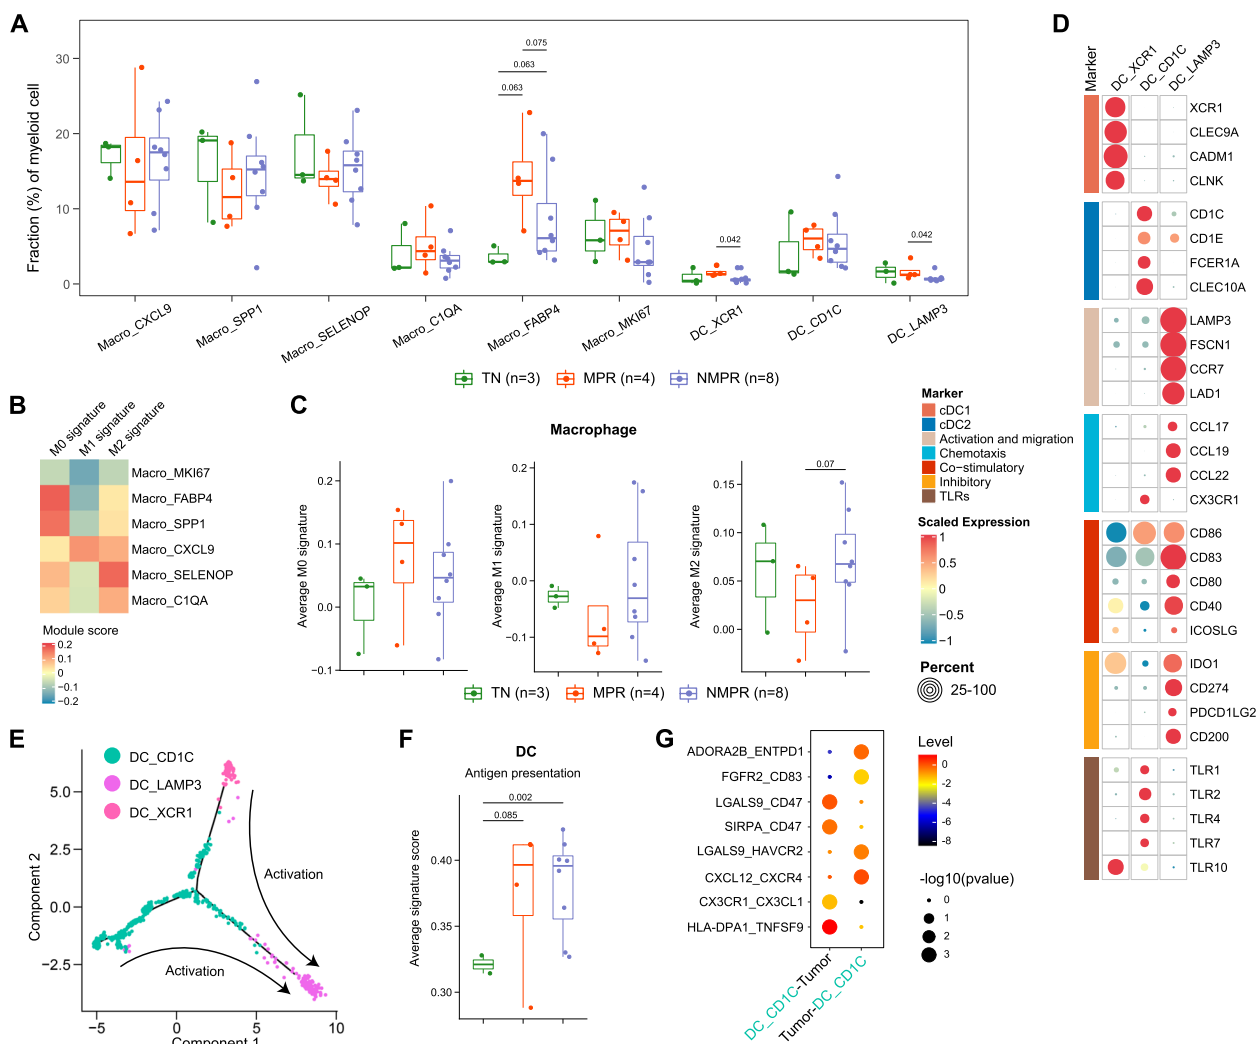 A
Fraction (%) of myeloid cell
30
20
10
0
0.063
0.063
0.075
0.042
0.042
Macro_CXCL9
Macro_SPP1
Macro_SELENOP
Macro_C1QA
Macro_FABP4
Macro_MKI67
DC_XCR1
DC_CD1C
DC_LAMP3
TN (n=3)
MPR (n=4)
NMPR (n=8)
B
M0 signature
M1 signature
M2 signature
Macro_MKI67
Macro_FABP4
Macro_SPP1
Macro_CXCL9
Macro_SELENOP
Macro_C1QA
Module score
0.2
0.1
0
−0.1
−0.2
C
Macrophage
Average M0 signature
0.2
0.1
0.0
−0.1
Average M1 signature
0.2
0.1
0.0
−0.1
Average M2 signature
0.15
0.10
0.05
0.00
0.07
TN (n=3)
MPR (n=4)
NMPR (n=8)
D
Marker
DC_XCR1
DC_CD1C
DC_LAMP3
XCR1
CLEC9A
CADM1
CLNK
CD1C
CD1E
FCER1A
CLEC10A
LAMP3
FSCN1
CCR7
LAD1
CCL17
CCL19
CCL22
CX3CR1
CD86
CD83
CD80
CD40
ICOSLG
IDO1
CD274
PDCD1LG2
CD200
TLR1
TLR2
TLR4
TLR7
TLR10
Marker
cDC1
cDC2
Activation and migration
Chemotaxis
Co-stimulatory
Inhibitory
TLRs
Scaled Expression
1
0.5
0
−0.5
−1
Percent
25-100
E
DC_CD1C
DC_LAMP3
DC_XCR1
Component 2
5.0
2.5
0.0
−2.5
Activation
Activation
−5
0
5
10
Component 1
F
DC
Antigen presentation
Average signature score
0.40
0.35
0.30
0.002
0.085
G
ADORA2B_ENTPD1
FGFR2_CD83
LGALS9_CD47
SIRPA_CD47
LGALS9_HAVCR2
CXCL12_CXCR4
CX3CR1_CX3CL1
HLA-DPA1_TNFSF9
DC_CD1C-Tumor
Tumor-DC_CD1C
Level
0
-2
-4
-6
-8
-log10(pvalue)
0
1
2
3